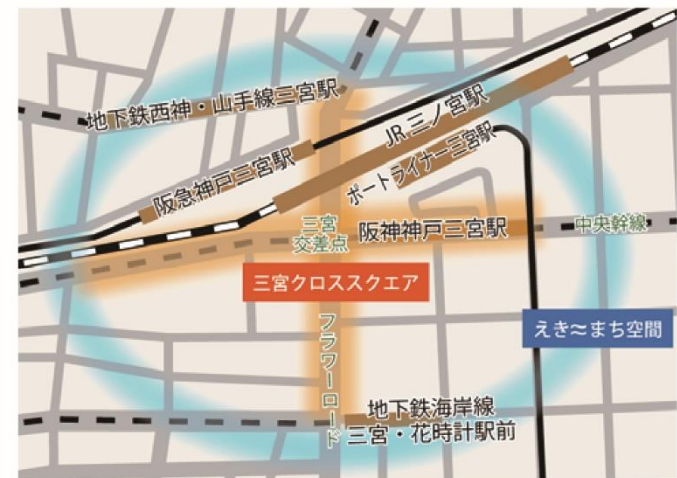 地下鉄西神・山手線三宮駅
JR三ノ宮駅
阪急神戸三宮駅
ポートライナー三宮駅
三宮
交差点
阪神神戸三宮駅
中央幹線
三宮クロススクエア
えき≈まち空間
フラワーロード
地下鉄海岸線
三宮・花時計駅前